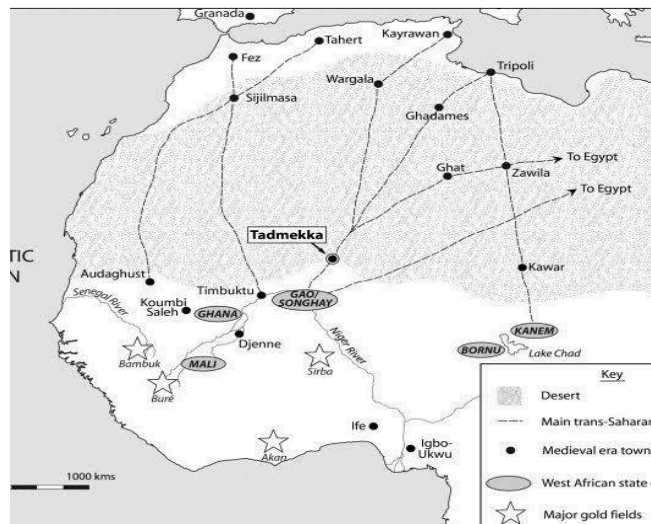 Granada
Tahert
Kayrawan
Fez
Tripoli
Wargala
Sijilmasa
Ghadames
Ghat
To Egypt
Zawila
To Egypt
Tadmekka
TIC
N
Audaghust
Kawar
Senegal River
Timbuktu
GAO/
SONGHAY
Koumbi
Saleh
GHANA
KANEM
Djenne
Niger River
BORNU
Lake Chad
Bambuk
MALI
Sirba
Buré
Key
Desert
Main trans-Saharan
Ife
Igbo-
Ukwu
Medieval era town
Akan
1000 kms
West African state
Major gold fields